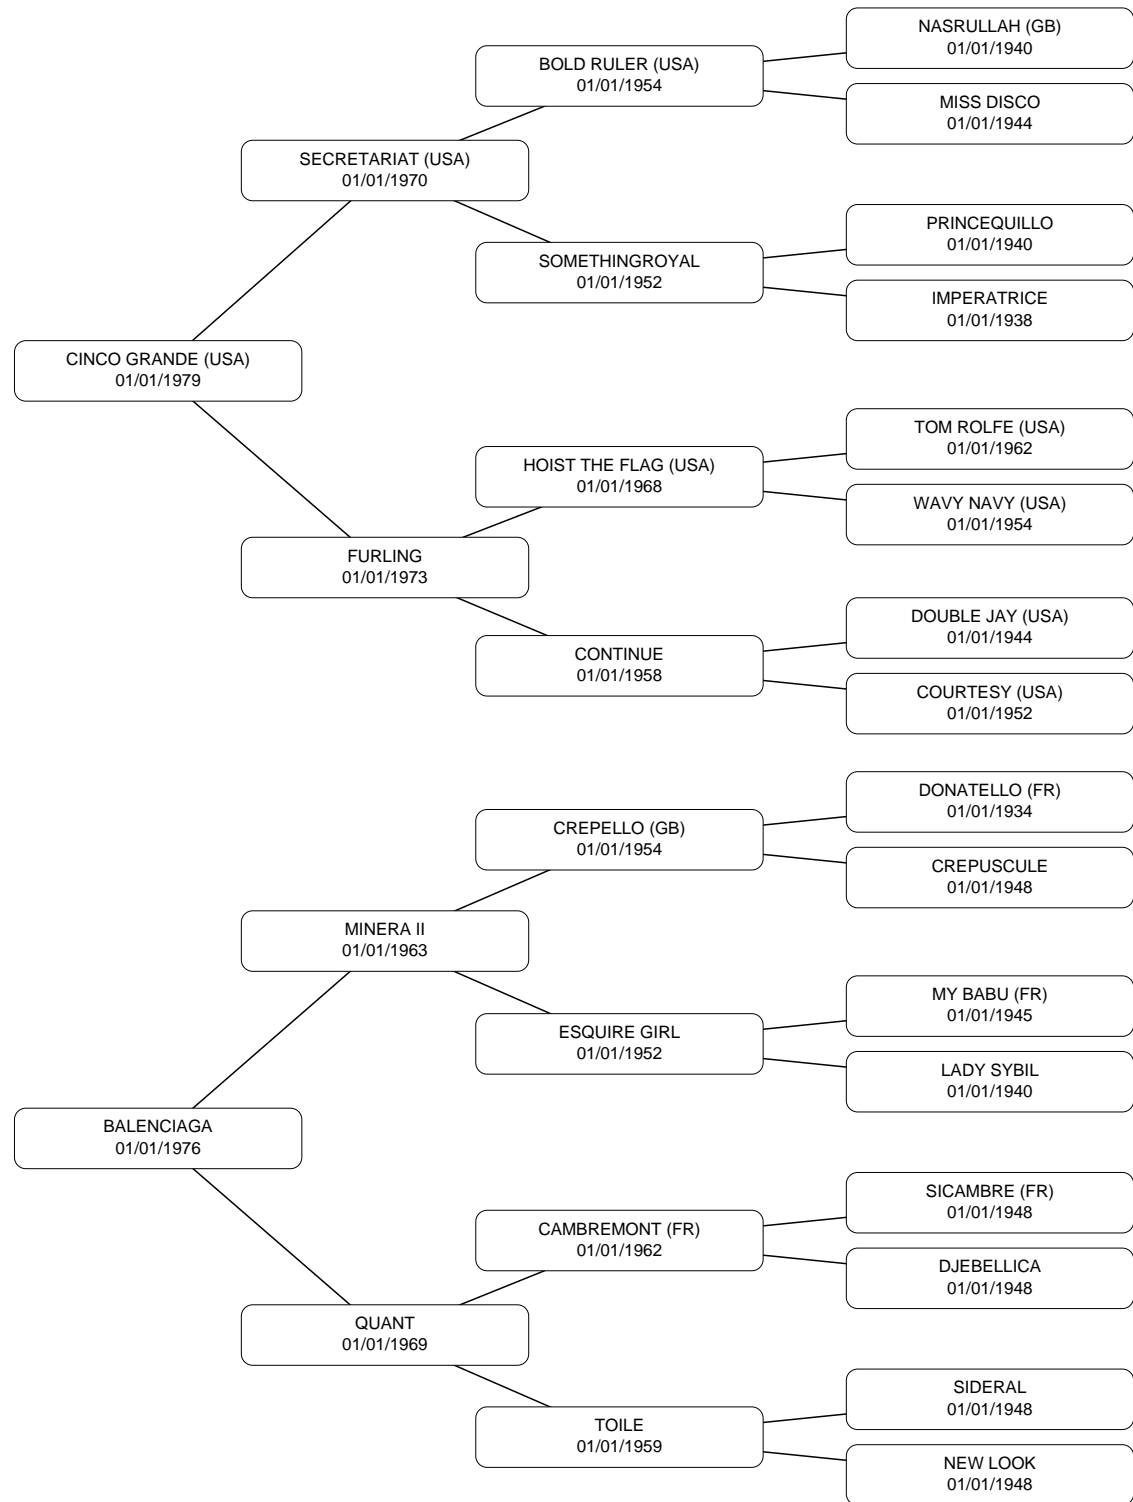 NASRULLAH (GB)
01/01/1940
BOLD RULER (USA)
01/01/1954
MISS DISCO
01/01/1944
SECRETARIAT (USA)
01/01/1970
PRINCEQUILLO
01/01/1940
SOMETHINGROYAL
01/01/1952
IMPERATRICE
01/01/1938
CINCO GRANDE (USA)
01/01/1979
TOM ROLFE (USA)
01/01/1962
HOIST THE FLAG (USA)
01/01/1968
WAVY NAVY (USA)
01/01/1954
FURLING
01/01/1973
DOUBLE JAY (USA)
01/01/1944
CONTINUE
01/01/1958
COURTESY (USA)
01/01/1952
DONATELLO (FR)
01/01/1934
CREPELLO (GB)
01/01/1954
CREPUSCULE
01/01/1948
MINERA II
01/01/1963
MY BABU (FR)
01/01/1945
ESQUIRE GIRL
01/01/1952
LADY SYBIL
01/01/1940
BALENCIAGA
01/01/1976
SICAMBRE (FR)
01/01/1948
CAMBREMONT (FR)
01/01/1962
DJEBELLICA
01/01/1948
QUANT
01/01/1969
SIDERAL
01/01/1948
TOILE
01/01/1959
NEW LOOK
01/01/1948